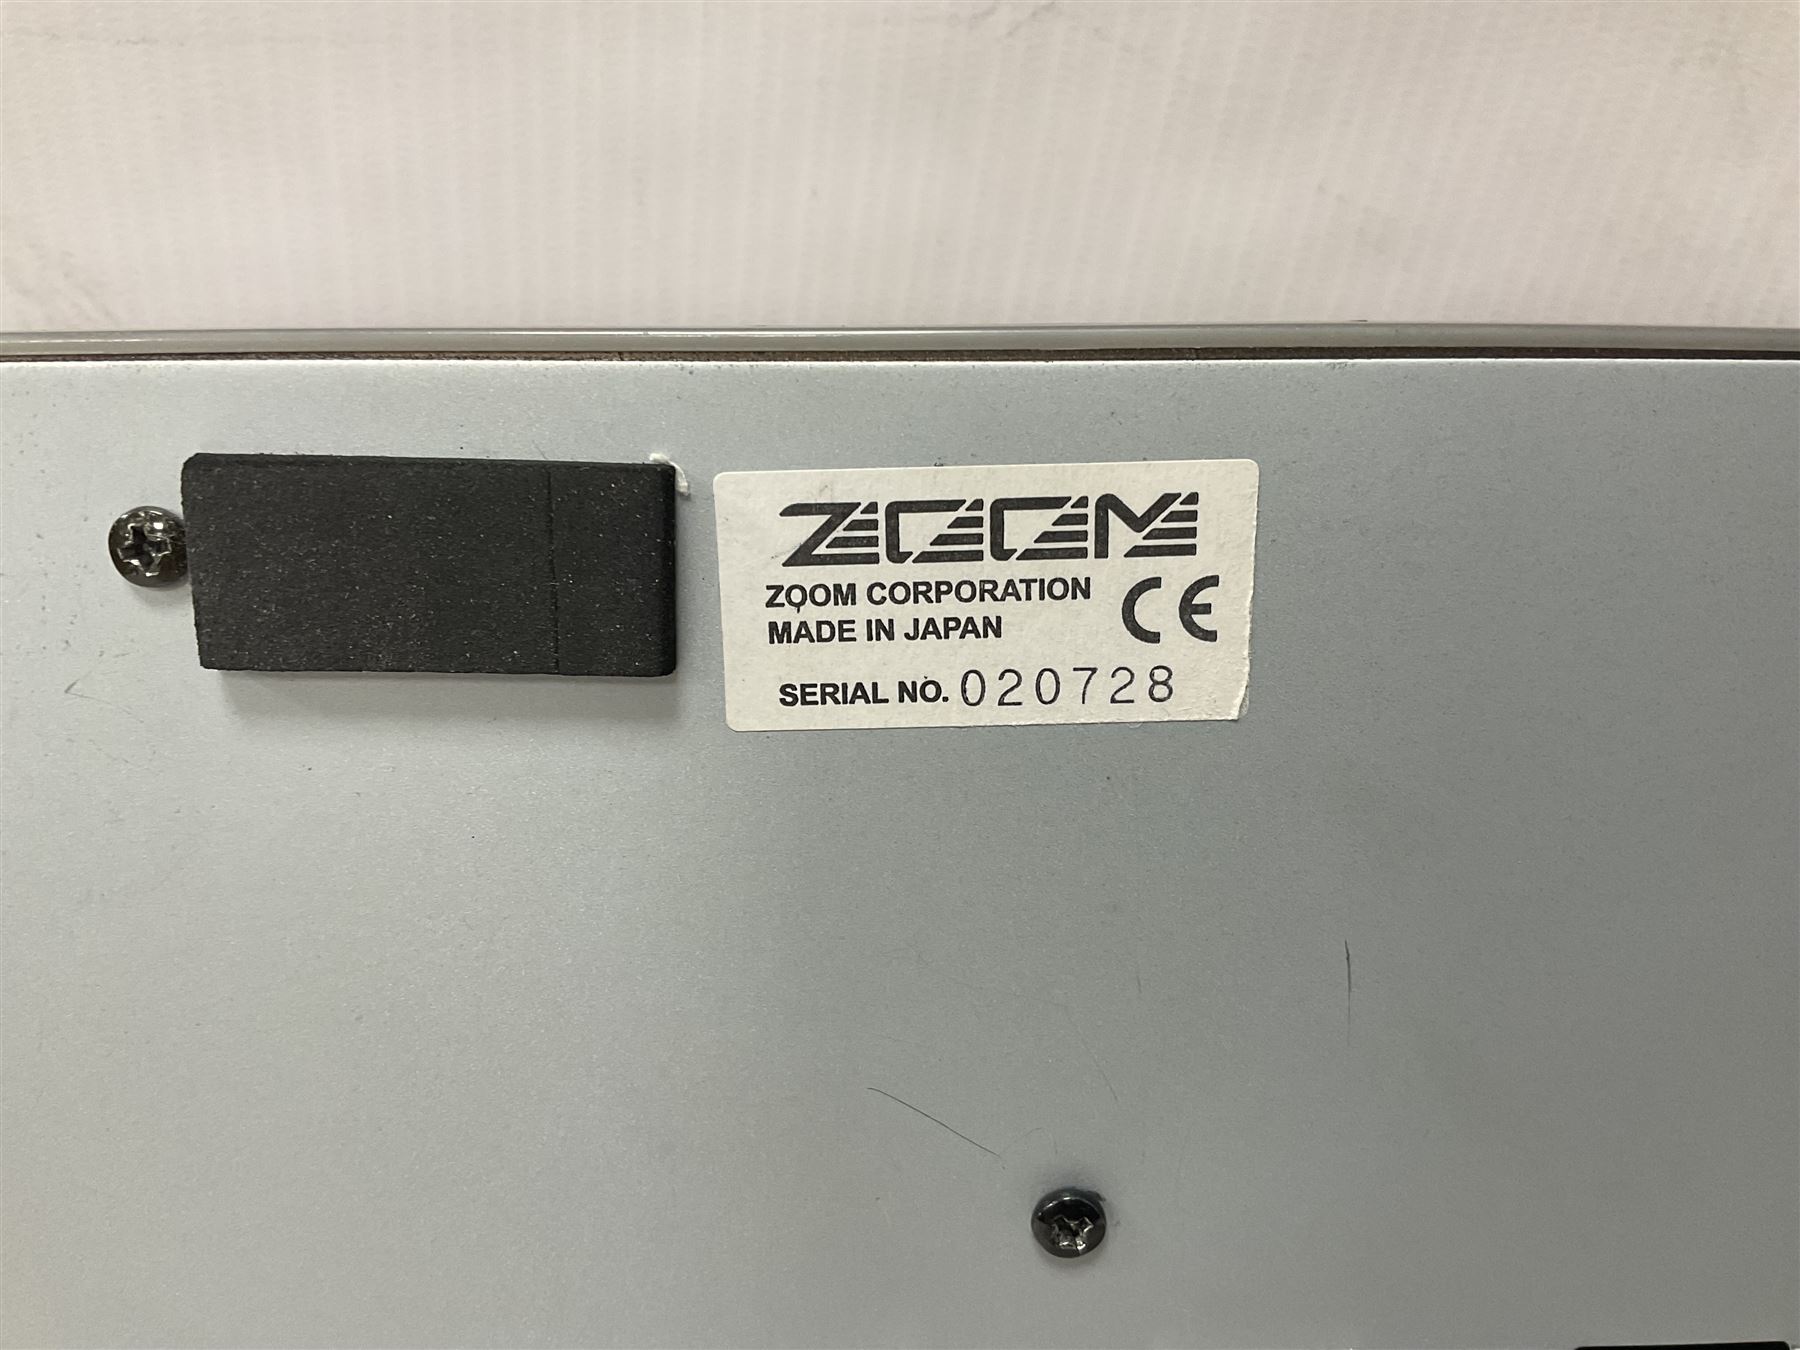 ZOOM
ZOOM CORPORATION
MADE IN JAPAN
CE
SERIAL NO. 020728